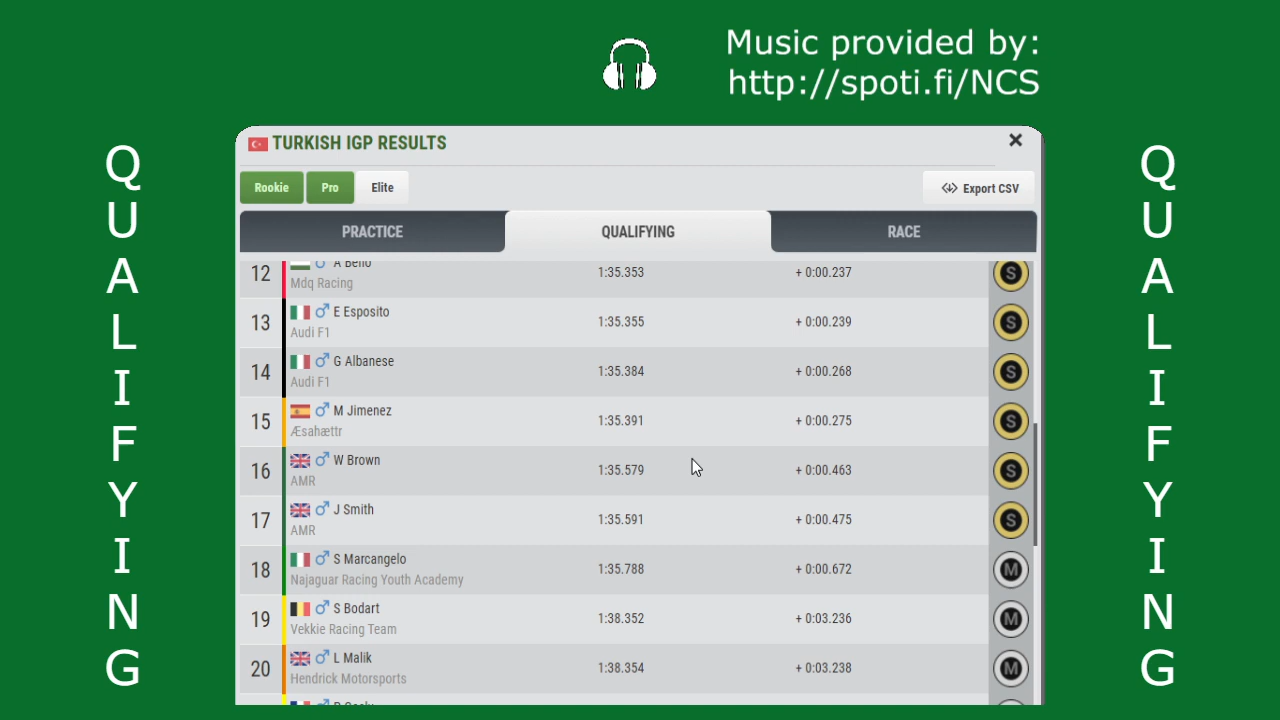 Music provided by:
http://spoti.fi/NCS
QUALIFYING
QUALIFYING
TURKISH IGP RESULTS
Rookie Pro Elite Export CSV
PRACTICE QUALIFYING RACE
12 A Bello 1:35.353 + 0:00.237 S
Mdq Racing
13 E Esposito 1:35.355 + 0:00.239 S
Audi F1
14 G Albanese 1:35.384 + 0:00.268 S
Audi F1
15 M Jimenez 1:35.391 + 0:00.275 S
Æsahættr
16 W Brown 1:35.579 + 0:00.463 S
AMR
17 J Smith 1:35.591 + 0:00.475 S
AMR
18 S Marcangelo 1:35.788 + 0:00.672 M
Najaguar Racing Youth Academy
19 S Bodart 1:38.352 + 0:03.236 M
Vekkie Racing Team
20 L Malik 1:38.354 + 0:03.238 M
Hendrick Motorsports